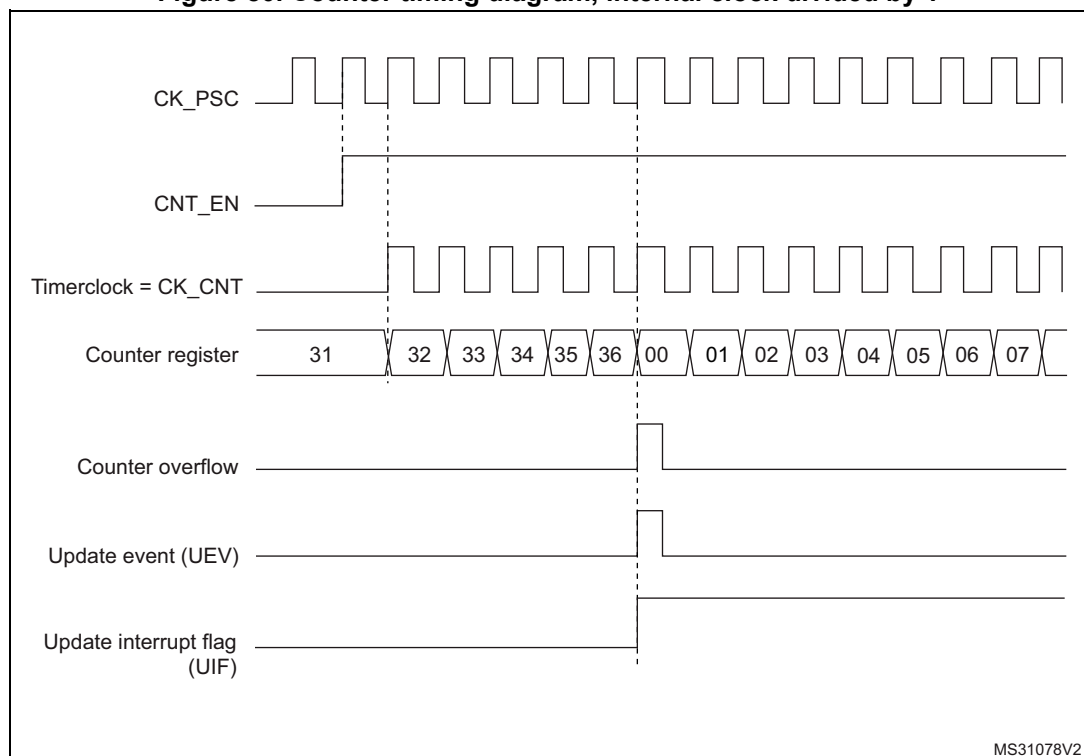 CK_PSC
CNT_EN
Timerclock = CK_CNT
Counter register 31 32 33 34 35 36 00 01 02 03 04 05 06 07
Counter overflow
Update event (UEV)
Update interrupt flag
(UIF)
MS31078V2